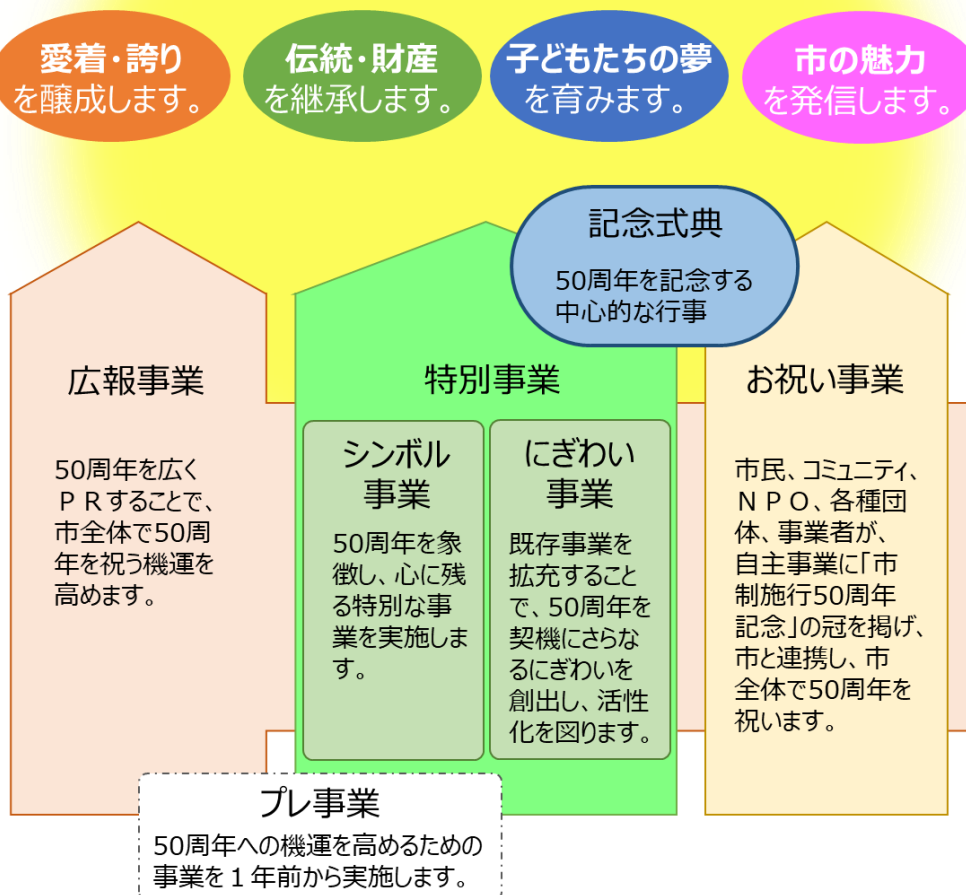 愛着・誇り
を醸成します。
伝統・財産
を継承します。
子どもたちの夢
を育みます。
市の魅力
を発信します。
記念式典
50周年を記念する
中心的な行事
広報事業
50周年を広く
ＰＲすることで、
市全体で50周
年を祝う機運を
高めます。
特別事業
シンボル
事業
50周年を象
徴し、心に残
る特別な事
業を実施しま
す。
にぎわい
事業
既存事業を
拡充すること
で、50周年を
契機にさらな
るにぎわいを
創出し、活性
化を図ります。
お祝い事業
市民、コミュニティ、
ＮＰＯ、各種団
体、事業者が、
自主事業に「市
制施行50周年
記念」の冠を掲げ、
市と連携し、市
全体で50周年を
祝います。
プレ事業
50周年への機運を高めるための
事業を１年前から実施します。